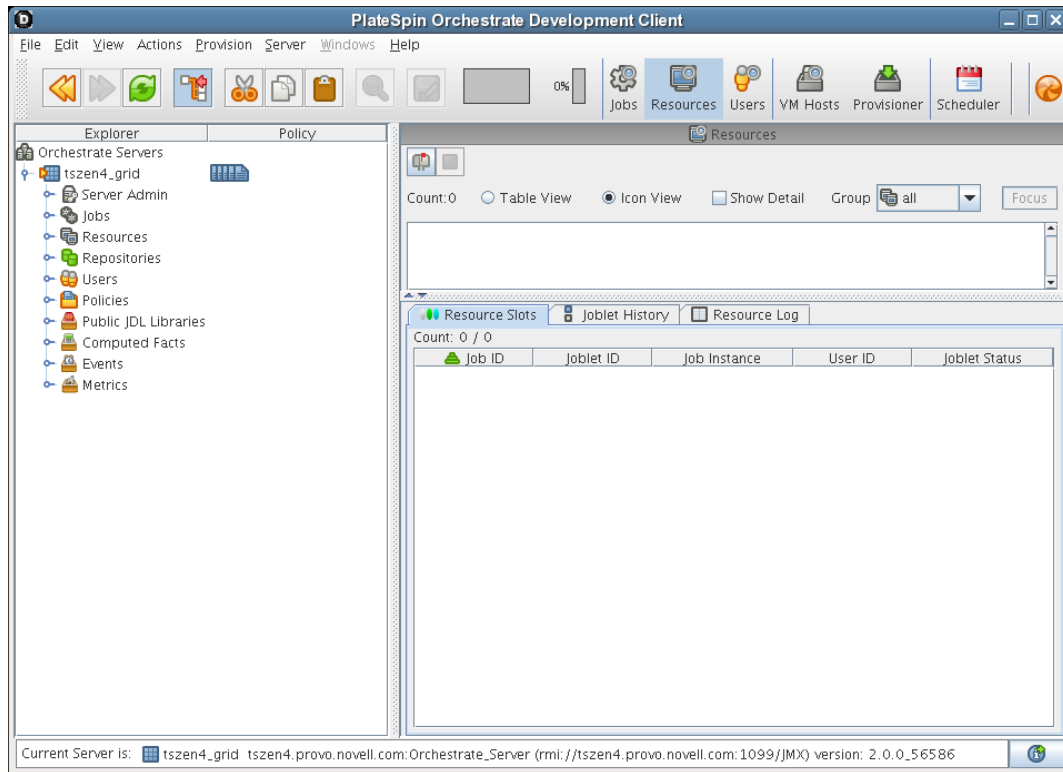 PlateSpin Orchestrate Development Client
File Edit View Actions Provision Server Windows Help
0%
Jobs Resources Users VM Hosts Provisioner Scheduler
Explorer Policy
Resources
Orchestrate Servers
tszen4_grid
Server Admin
Jobs
Resources
Repositories
Users
Policies
Public JDL Libraries
Computed Facts
Events
Metrics
Count:0 Table View Icon View Show Detail Group all Focus
Resource Slots Joblet History Resource Log
Count: 0 / 0
Job ID Joblet ID Job Instance User ID Joblet Status
Current Server is: tszen4_grid tszen4.provo.novell.com:Orchestrate_Server (rmi://tszen4.provo.novell.com:1099/JMX) version: 2.0.0_56586